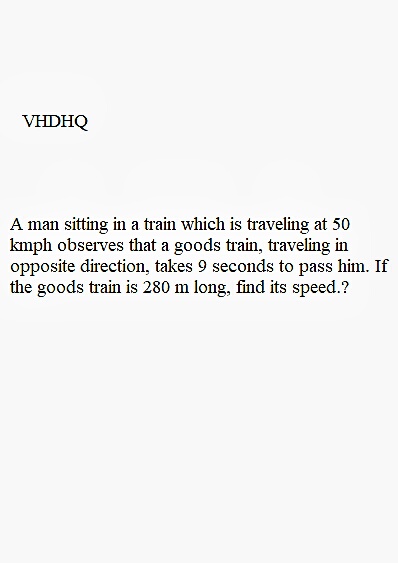 VHDHQ
A man sitting in a train which is traveling at 50
kmph observes that a goods train, traveling in
opposite direction, takes 9 seconds to pass him. If
the goods train is 280 m long, find its speed.?